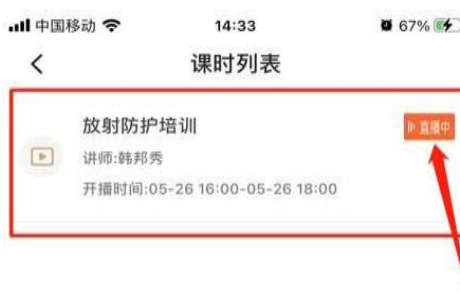 中国移动 14:33 67%
课时列表
放射防护培训
直播中
讲师:韩邦秀
开播时间:05-26 16:00-05-26 18:00